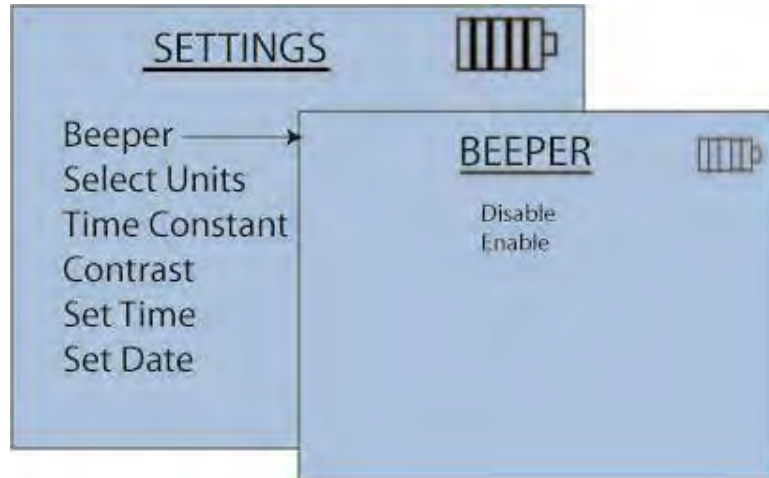 SETTINGS
Beeper
Select Units
Time Constant
Contrast
Set Time
Set Date
BEEPER
Disable
Enable